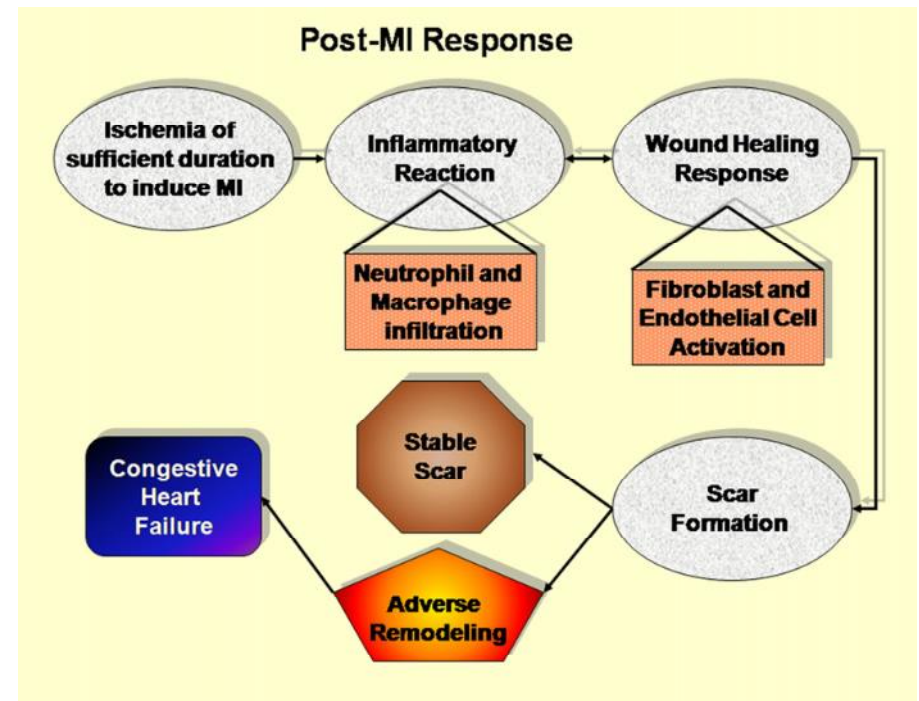 Post-MI Response
Ischemia of
sufficient duration
to induce MI
Inflammatory
Reaction
Wound Healing
Response
Neutrophil and
Macrophage
infiltration
Fibroblast and
Endothelial Cell
Activation
Stable
Scar
Congestive
Heart
Failure
Scar
Formation
Adverse
Remodeling